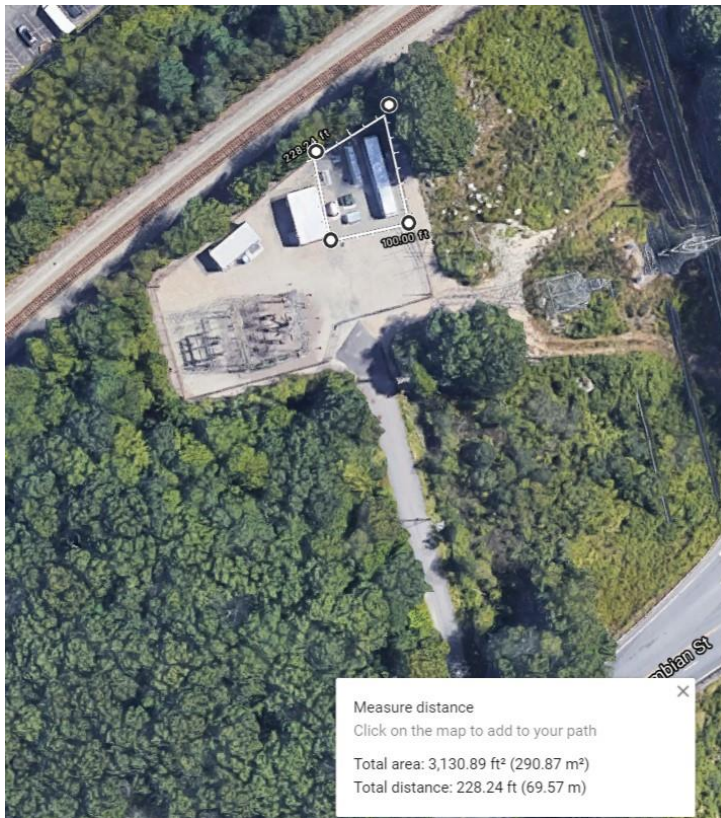 228.24 ft
100.00 ft
mbian St
Measure distance
Click on the map to add to your path
Total area: 3,130.89 ft² (290.87 m²)
Total distance: 228.24 ft (69.57 m)